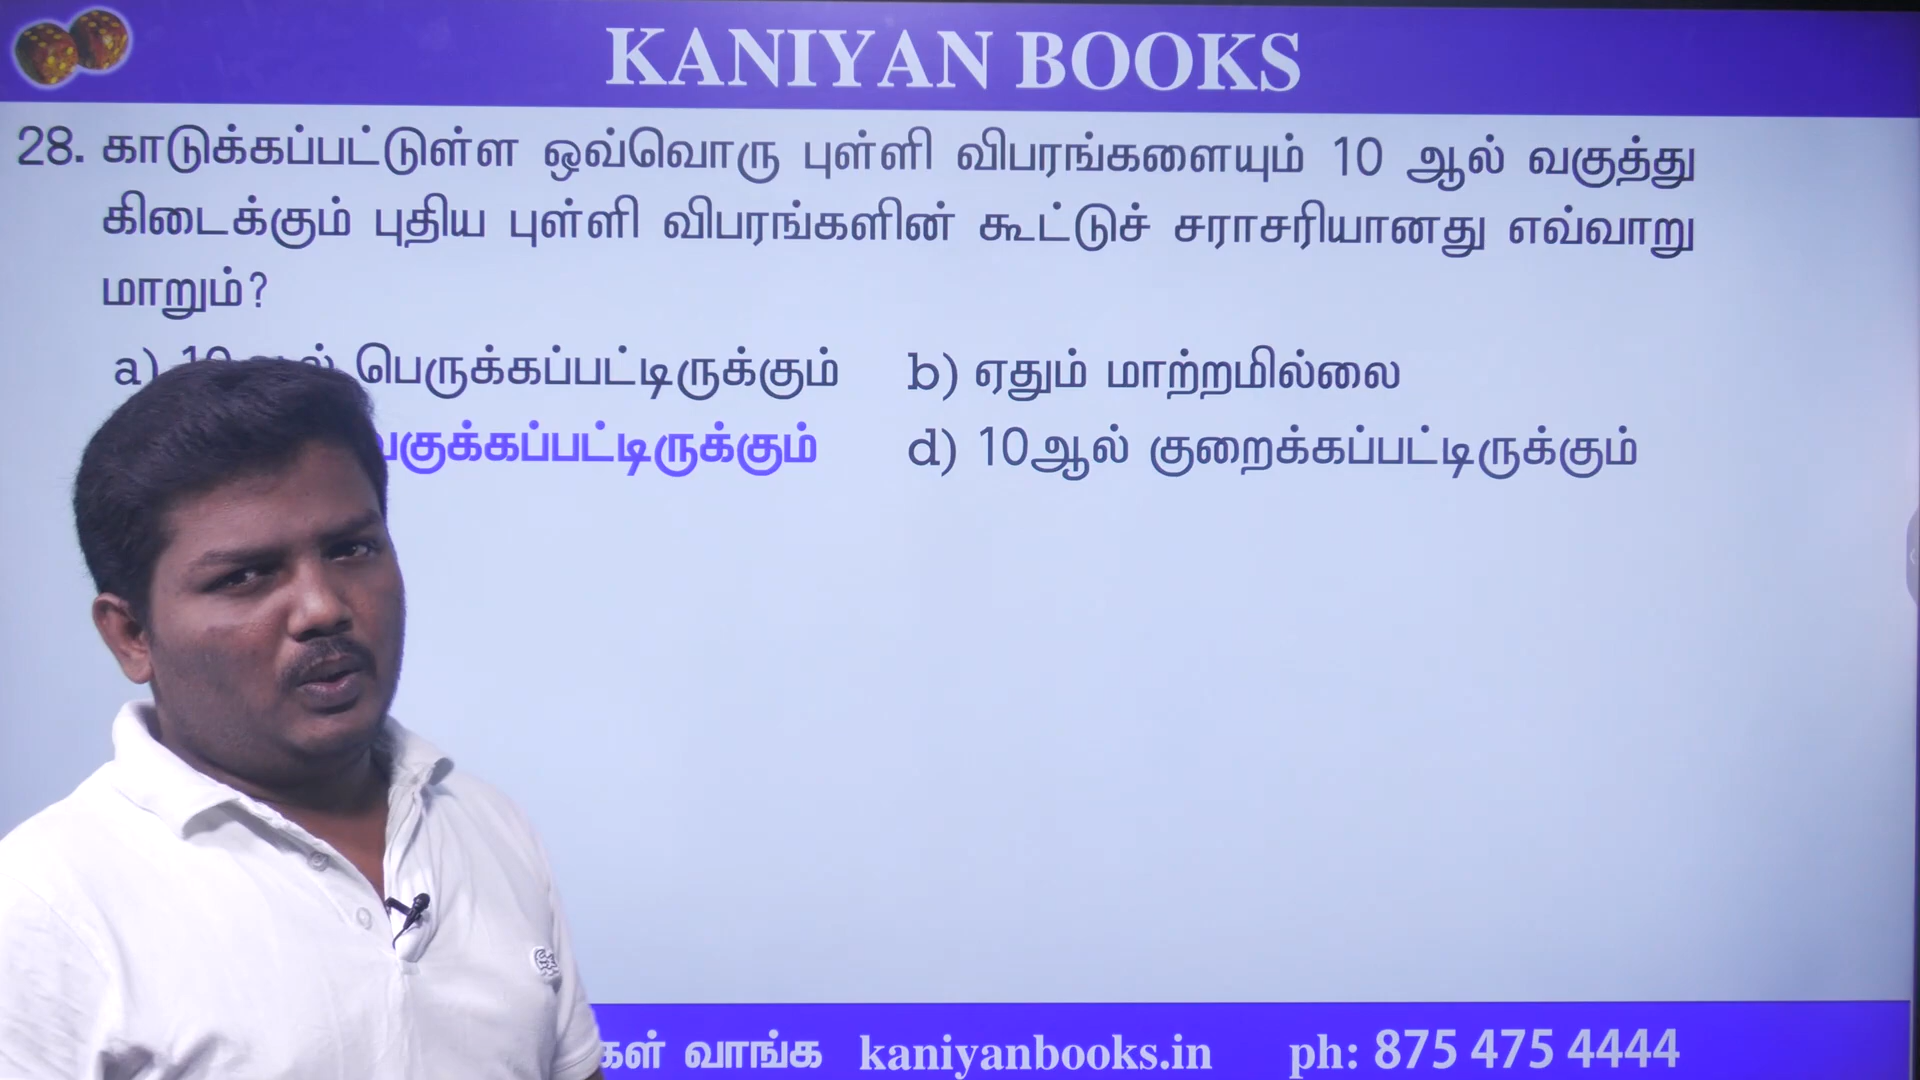 KANIYAN BOOKS
28. காடுக்கப்பட்டுள்ள ஒவ்வொரு புள்ளி விபரங்களையும் 10 ஆல் வகுத்து
கிடைக்கும் புதிய புள்ளி விபரங்களின் கூட்டுச் சராசரியானது எவ்வாறு
மாறும்?
a) பெருக்கப்பட்டிருக்கும் b) ஏதும் மாற்றமில்லை
வகுக்கப்பட்டிருக்கும் d) 10ஆல் குறைக்கப்பட்டிருக்கும்
வாங்க kaniyanbooks.in ph: 875 475 4444